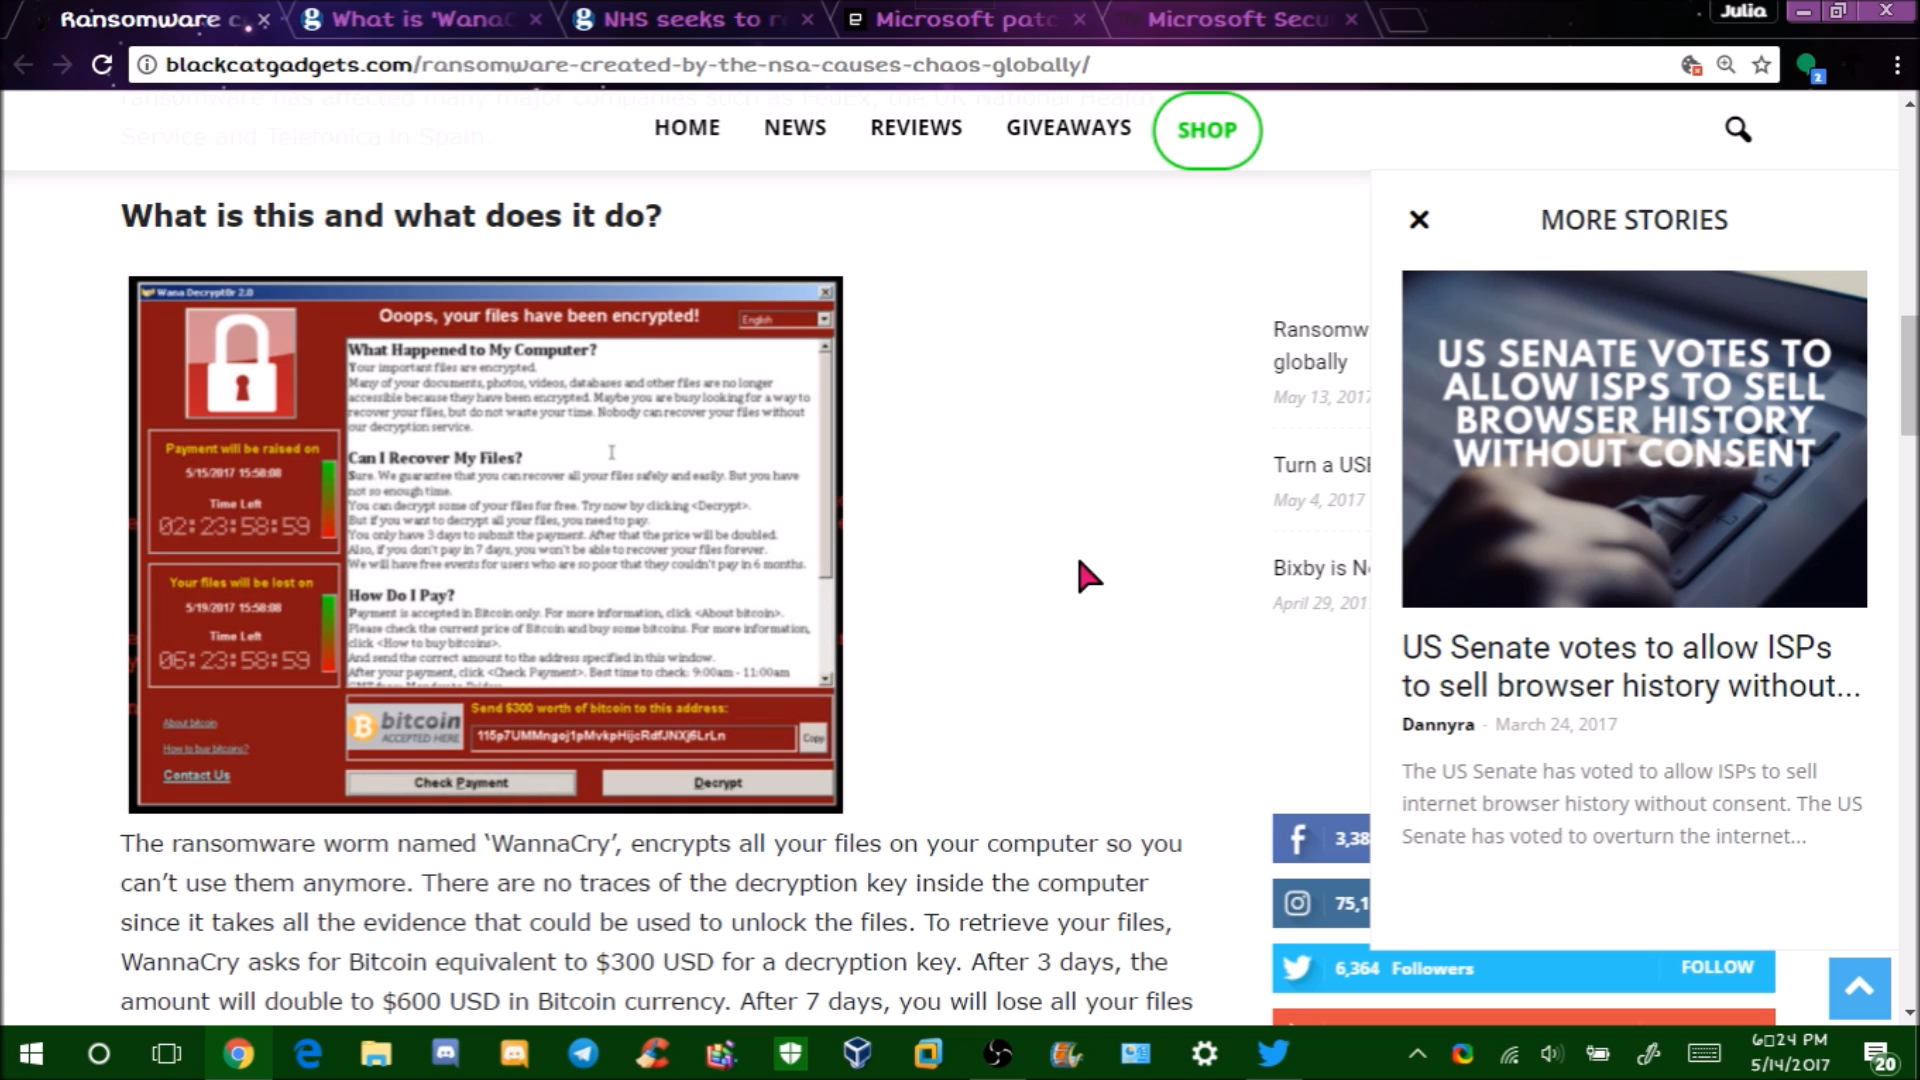 Ransomware c
What is 'WanaC
NHS seeks to r
Microsoft patc
Microsoft Secu
Julia
blackcatgadgets.com/ransomware-created-by-the-nsa-causes-chaos-globally/
2
ransomware has affected many major companies such as FedEx, the UK National Health
Service and Telefonica in Spain.
HOME NEWS REVIEWS GIVEAWAYS SHOP
What is this and what does it do?
Wana Decrypt0r 2.0
Ooops, your files have been encrypted!
English
What Happened to My Computer?
Your important files are encrypted.
Many of your documents, photos, videos, databases and other files are no longer
accessible because they have been encrypted. Maybe you are busy looking for a way to
recover your files, but do not waste your time. Nobody can recover your files without
our decryption service.
Can I Recover My Files?
Sure. We guarantee that you can recover all your files safely and easily. But you have
not so enough time.
You can decrypt some of your files for free. Try now by clicking <Decrypt>.
But if you want to decrypt all your files, you need to pay.
You only have 3 days to submit the payment. After that the price will be doubled.
Also, if you don't pay in 7 days, you won't be able to recover your files forever.
We will have free events for users who are so poor that they couldn't pay in 6 months.
How Do I Pay?
Payment is accepted in Bitcoin only. For more information, click <About bitcoin>.
Please check the current price of Bitcoin and buy some bitcoins. For more information,
click <How to buy bitcoins>.
And send the correct amount to the address specified in this window.
After your payment, click <Check Payment>. Best time to check: 9:00am - 11:00am
Payment will be raised on
5/15/2017 15:58:08
Time Left
02:23:58:59
Your files will be lost on
5/19/2017 15:58:08
Time Left
06:23:58:59
About bitcoin
How to buy bitcoins?
Contact Us
bitcoin
ACCEPTED HERE
Send $300 worth of bitcoin to this address:
Copy
Check Payment
Decrypt
The ransomware worm named ‘WannaCry’, encrypts all your files on your computer so you
can’t use them anymore. There are no traces of the decryption key inside the computer
since it takes all the evidence that could be used to unlock the files. To retrieve your files,
WannaCry asks for Bitcoin equivalent to $300 USD for a decryption key. After 3 days, the
amount will double to $600 USD in Bitcoin currency. After 7 days, you will lose all your files
Ransomw
globally
May 13, 2017
Turn a USB
May 4, 2017
Bixby is N
April 29, 201
3,38
75,1
6,364 Followers FOLLOW
MORE STORIES
US SENATE VOTES TO
ALLOW ISPS TO SELL
BROWSER HISTORY
WITHOUT CONSENT
US Senate votes to allow ISPs
to sell browser history without...
Dannyra - March 24, 2017
The US Senate has voted to allow ISPs to sell
internet browser history without consent. The US
Senate has voted to overturn the internet...
6:24 PM
5/14/2017
20